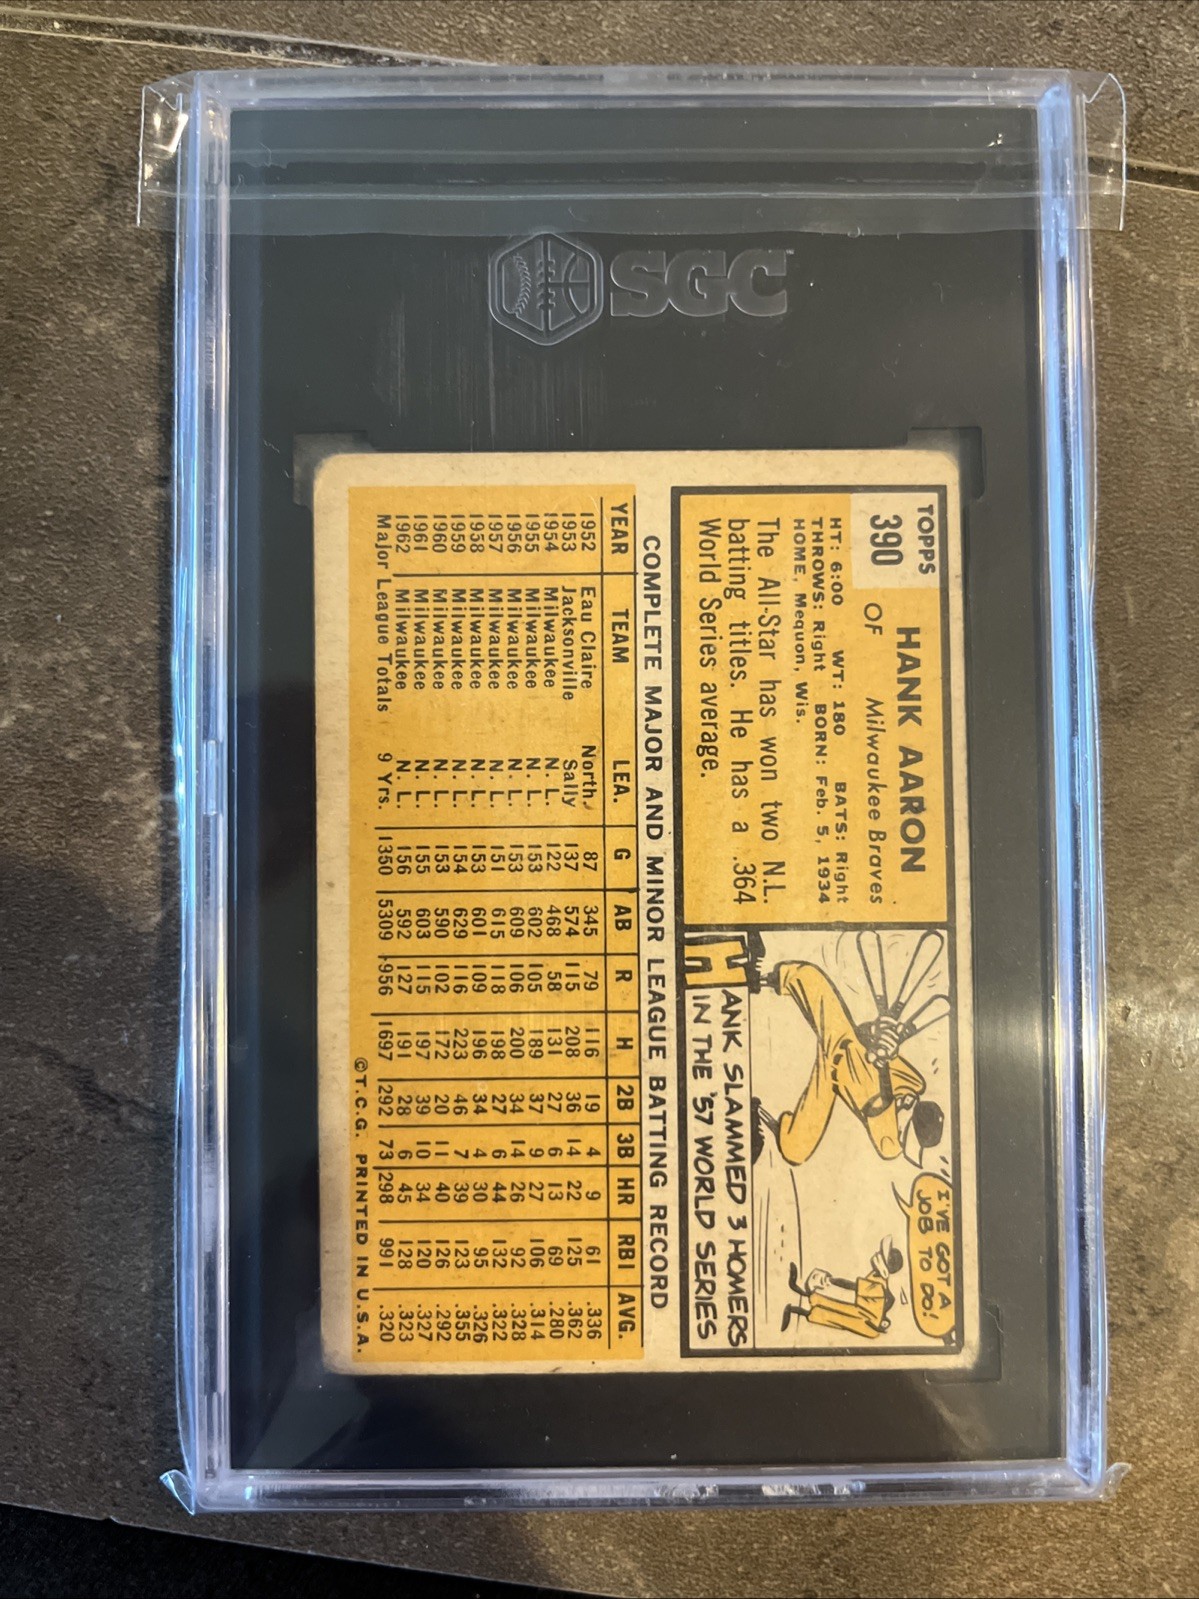 SGC
TOPPS
390
HANK AARON
OF Milwaukee Braves
HT: 6:00 WT: 180 BATS: Right
THROWS: Right BORN: Feb. 5, 1934
HOME, Mequon, Wis.
The All-Star has won two N.L.
batting titles. He has a .364
World Series average.
I'VE GOT A
JOB TO DO!
HANK SLAMMED 3 HOMERS
IN THE '57 WORLD SERIES
COMPLETE MAJOR AND MINOR LEAGUE BATTING RECORD
YEAR TEAM LEA. G AB R H 2B 3B HR RBI AVG.
1952 Eau Claire North. 87 345 79 116 19 4 9 61 .336
1953 Jacksonville Sally 137 574 115 208 36 14 22 125 .362
1954 Milwaukee N. L. 122 468 58 131 27 6 13 69 .280
1955 Milwaukee N. L. 153 602 105 189 37 9 27 106 .314
1956 Milwaukee N. L. 153 609 106 200 34 14 26 92 .328
1957 Milwaukee N. L. 151 615 118 198 27 6 44 132 .322
1958 Milwaukee N. L. 153 601 109 196 34 4 30 95 .326
1959 Milwaukee N. L. 154 629 116 223 46 7 39 123 .355
1960 Milwaukee N. L. 153 590 102 172 20 11 40 126 .292
1961 Milwaukee N. L. 155 603 115 197 39 10 34 120 .327
1962 Milwaukee N. L. 156 592 127 191 28 6 45 128 .323
Major League Totals 9 Yrs. 1350 5309 956 1697 292 73 298 991 .320
©T.C.G. PRINTED IN U.S.A.